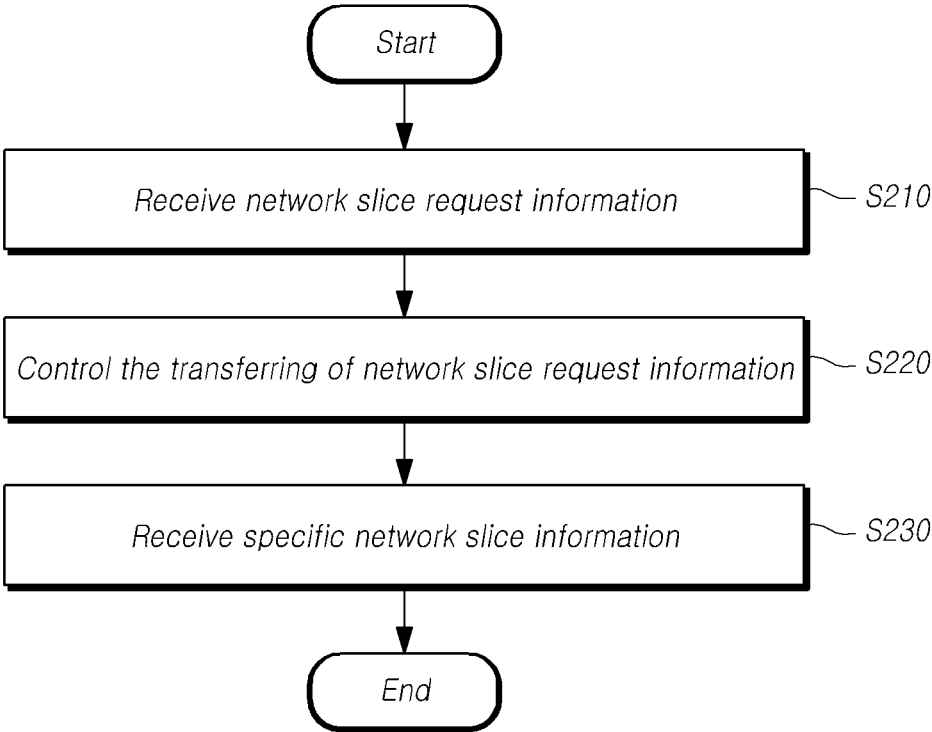 Start
Receive network slice request information
S210
Control the transferring of network slice request information
S220
Receive specific network slice information
S230
End